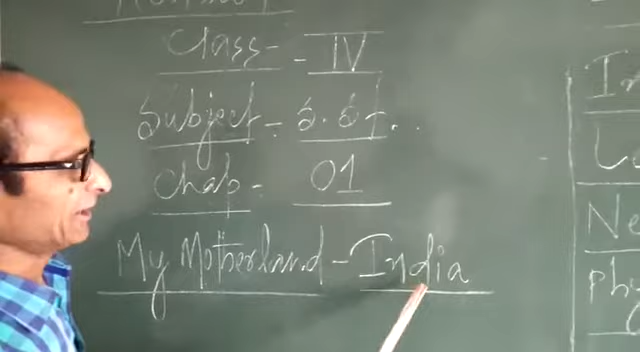 Class - IV
Subject - S.St..
Chap - 01
My Motherland - India